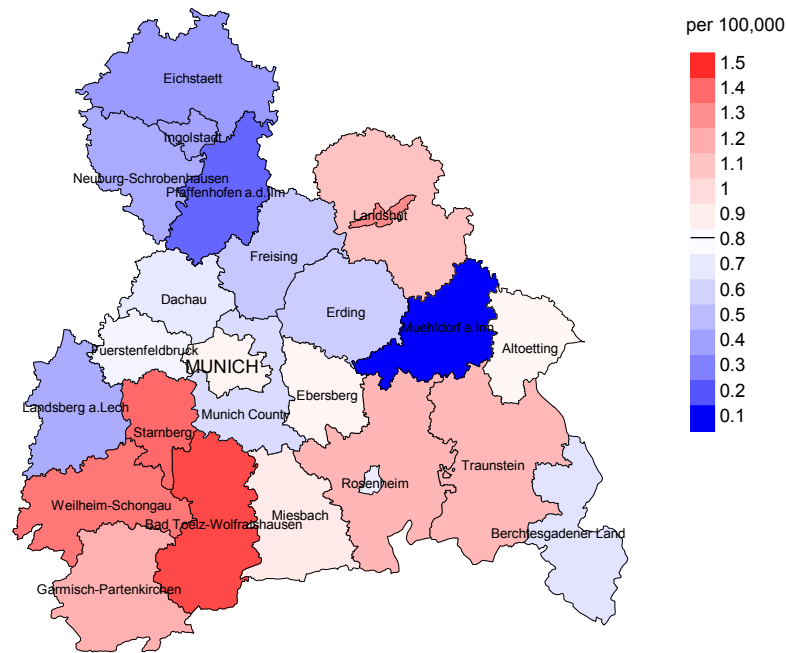 per 100,000
1.5
1.4
1.3
1.2
1.1
1
0.9
0.8
0.7
0.6
0.5
0.4
0.3
0.2
0.1
Eichstaett
Ingolstadt
Neuburg-Schrobenhausen
Pfaffenhofen a.d.Ilm
Landshut
Freising
Dachau
Erding
Muehldorf a.Inn
Fuerstenfeldbruck
Altoetting
MUNICH
Ebersberg
Landsberg a.Lech
Munich County
Starnberg
Traunstein
Rosenheim
Weilheim-Schongau
Miesbach
Bad Toelz-Wolfratshausen
Berchtesgadener Land
Garmisch-Partenkirchen